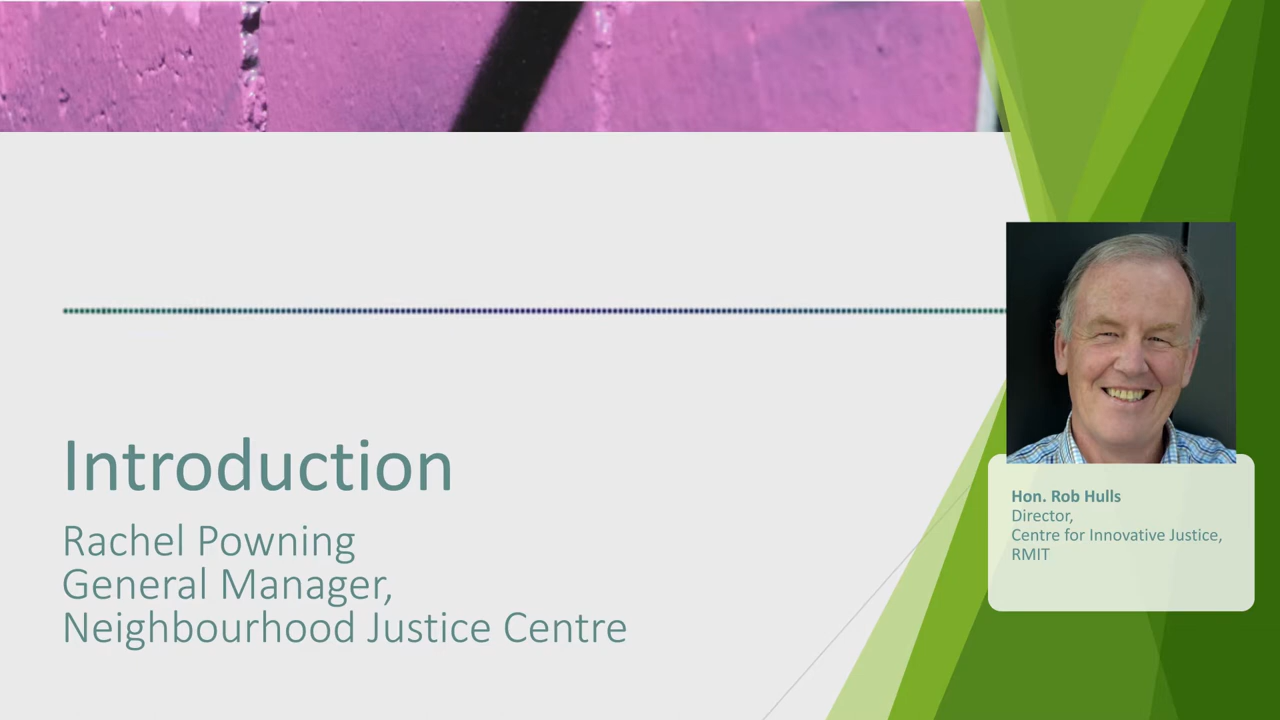 Introduction
Rachel Powning
General Manager,
Neighbourhood Justice Centre
Hon. Rob Hulls
Director,
Centre for Innovative Justice,
RMIT